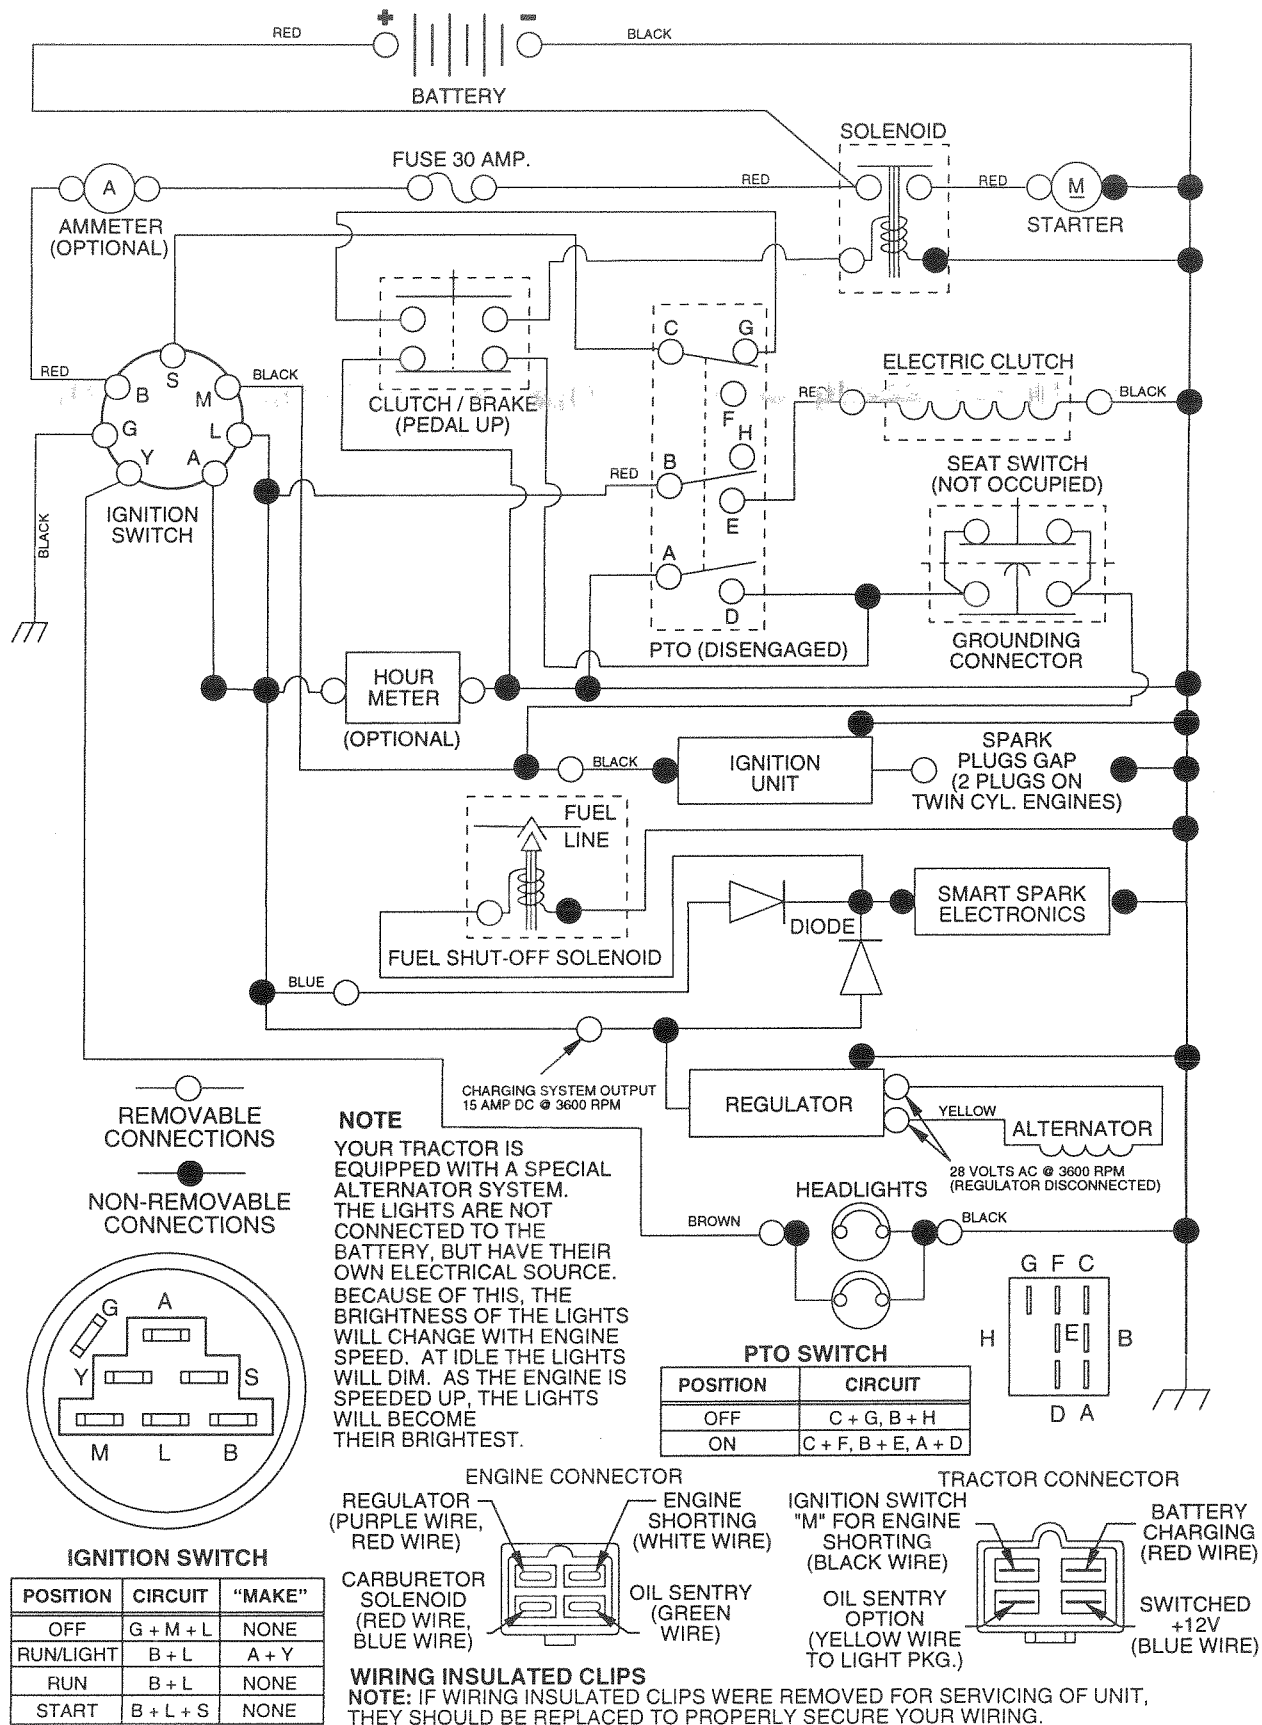 + -
RED
BLACK
BATTERY
SOLENOID
FUSE 30 AMP.
A
RED
RED
M
AMMETER
(OPTIONAL)
STARTER
C G
RED
B S M
BLACK
CLUTCH / BRAKE
(PEDAL UP)
ELECTRIC CLUTCH
RED
BLACK
F
H
G L
Y A
IGNITION
SWITCH
BLACK
RED
B
E
SEAT SWITCH
(NOT OCCUPIED)
A
D
PTO (DISENGAGED)
GROUNDING
CONNECTOR
HOUR
METER
(OPTIONAL)
BLACK
IGNITION
UNIT
SPARK
PLUGS GAP
(2 PLUGS ON
TWIN CYL. ENGINES)
FUEL
LINE
FUEL SHUT-OFF SOLENOID
DIODE
SMART SPARK
ELECTRONICS
BLUE
CHARGING SYSTEM OUTPUT
15 AMP DC @ 3600 RPM
REGULATOR
YELLOW
ALTERNATOR
28 VOLTS AC @ 3600 RPM
(REGULATOR DISCONNECTED)
REMOVABLE
CONNECTIONS
NON-REMOVABLE
CONNECTIONS
NOTE
YOUR TRACTOR IS
EQUIPPED WITH A SPECIAL
ALTERNATOR SYSTEM.
THE LIGHTS ARE NOT
CONNECTED TO THE
BATTERY, BUT HAVE THEIR
OWN ELECTRICAL SOURCE.
BECAUSE OF THIS, THE
BRIGHTNESS OF THE LIGHTS
WILL CHANGE WITH ENGINE
SPEED. AT IDLE THE LIGHTS
WILL DIM. AS THE ENGINE IS
SPEEDED UP, THE LIGHTS
WILL BECOME
THEIR BRIGHTEST.
HEADLIGHTS
BROWN
BLACK
G F C
H E B
D A
G A
Y S
M L B
PTO SWITCH
POSITION CIRCUIT
OFF C + G, B + H
ON C + F, B + E, A + D
IGNITION SWITCH
POSITION CIRCUIT “MAKE”
OFF G + M + L NONE
RUN/LIGHT B + L A + Y
RUN B + L NONE
START B + L + S NONE
ENGINE CONNECTOR
REGULATOR
(PURPLE WIRE,
RED WIRE)
ENGINE
SHORTING
(WHITE WIRE)
CARBURETOR
SOLENOID
(RED WIRE,
BLUE WIRE)
OIL SENTRY
(GREEN
WIRE)
TRACTOR CONNECTOR
IGNITION SWITCH
"M" FOR ENGINE
SHORTING
(BLACK WIRE)
BATTERY
CHARGING
(RED WIRE)
OIL SENTRY
OPTION
(YELLOW WIRE
TO LIGHT PKG.)
SWITCHED
+12V
(BLUE WIRE)
WIRING INSULATED CLIPS
NOTE: IF WIRING INSULATED CLIPS WERE REMOVED FOR SERVICING OF UNIT,
THEY SHOULD BE REPLACED TO PROPERLY SECURE YOUR WIRING.